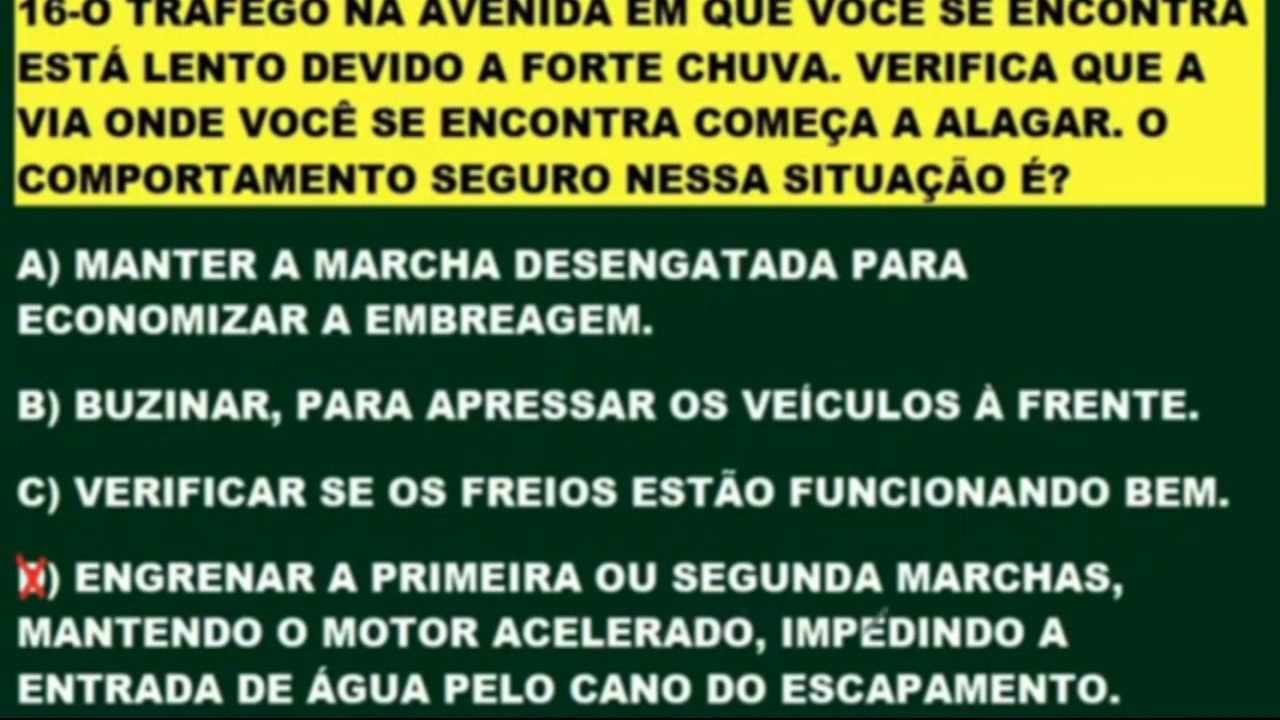 16-O TRÁFEGO NA AVENIDA EM QUE VOCÊ SE ENCONTRA
ESTÁ LENTO DEVIDO A FORTE CHUVA. VERIFICA QUE A
VIA ONDE VOCÊ SE ENCONTRA COMEÇA A ALAGAR. O
COMPORTAMENTO SEGURO NESSA SITUAÇÃO É?
A) MANTER A MARCHA DESENGATADA PARA
ECONOMIZAR A EMBREAGEM.
B) BUZINAR, PARA APRESSAR OS VEÍCULOS À FRENTE.
C) VERIFICAR SE OS FREIOS ESTÃO FUNCIONANDO BEM.
) ENGRENAR A PRIMEIRA OU SEGUNDA MARCHAS,
MANTENDO O MOTOR ACELERADO, IMPEDINDO A
ENTRADA DE ÁGUA PELO CANO DO ESCAPAMENTO.